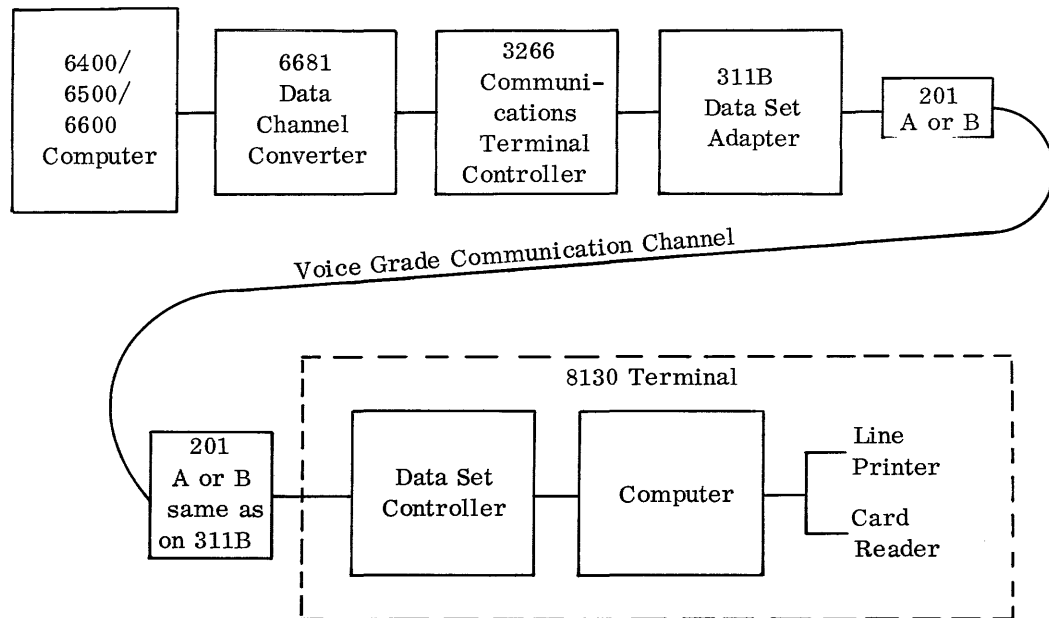 6400/
6500/
6600
Computer
6681
Data
Channel
Converter
3266
Communi-
cations
Terminal
Controller
311B
Data Set
Adapter
201
A or B
Voice Grade Communication Channel
8130 Terminal
201
A or B
same as
on 311B
Data Set
Controller
Computer
Line
Printer
Card
Reader